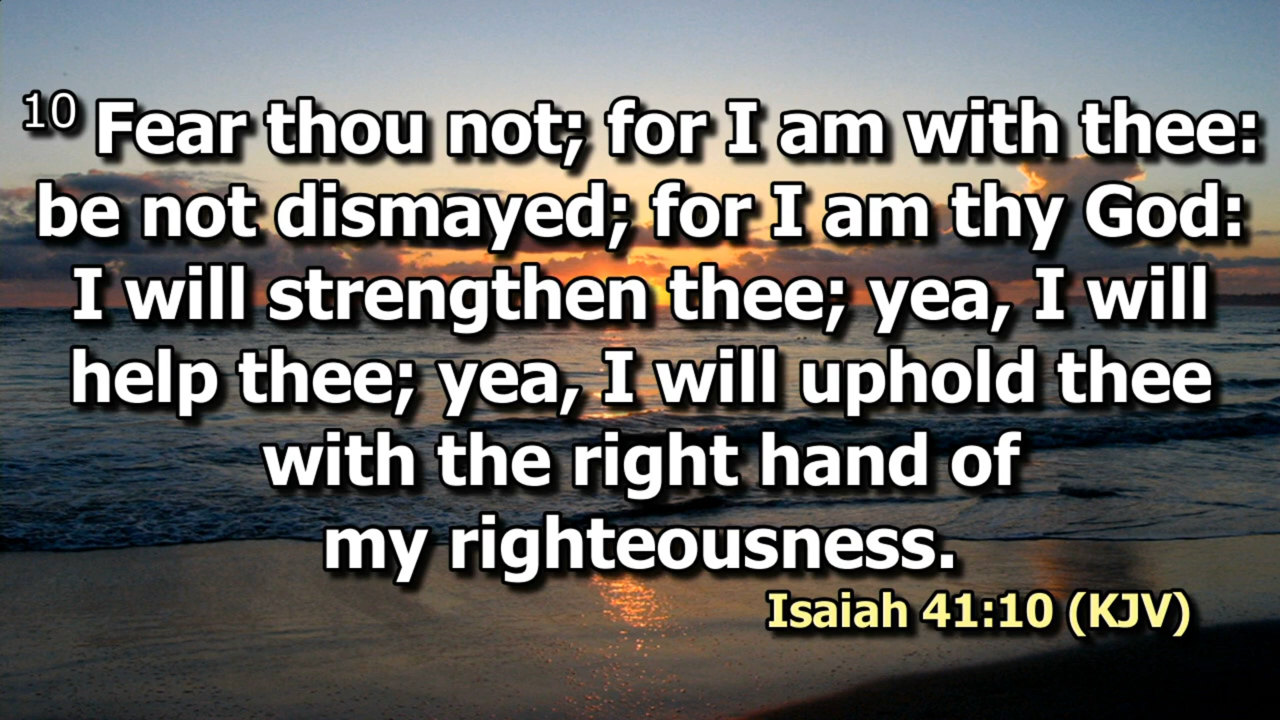 10 Fear thou not; for I am with thee:
be not dismayed; for I am thy God:
I will strengthen thee; yea, I will
help thee; yea, I will uphold thee
with the right hand of
my righteousness.
Isaiah 41:10 (KJV)